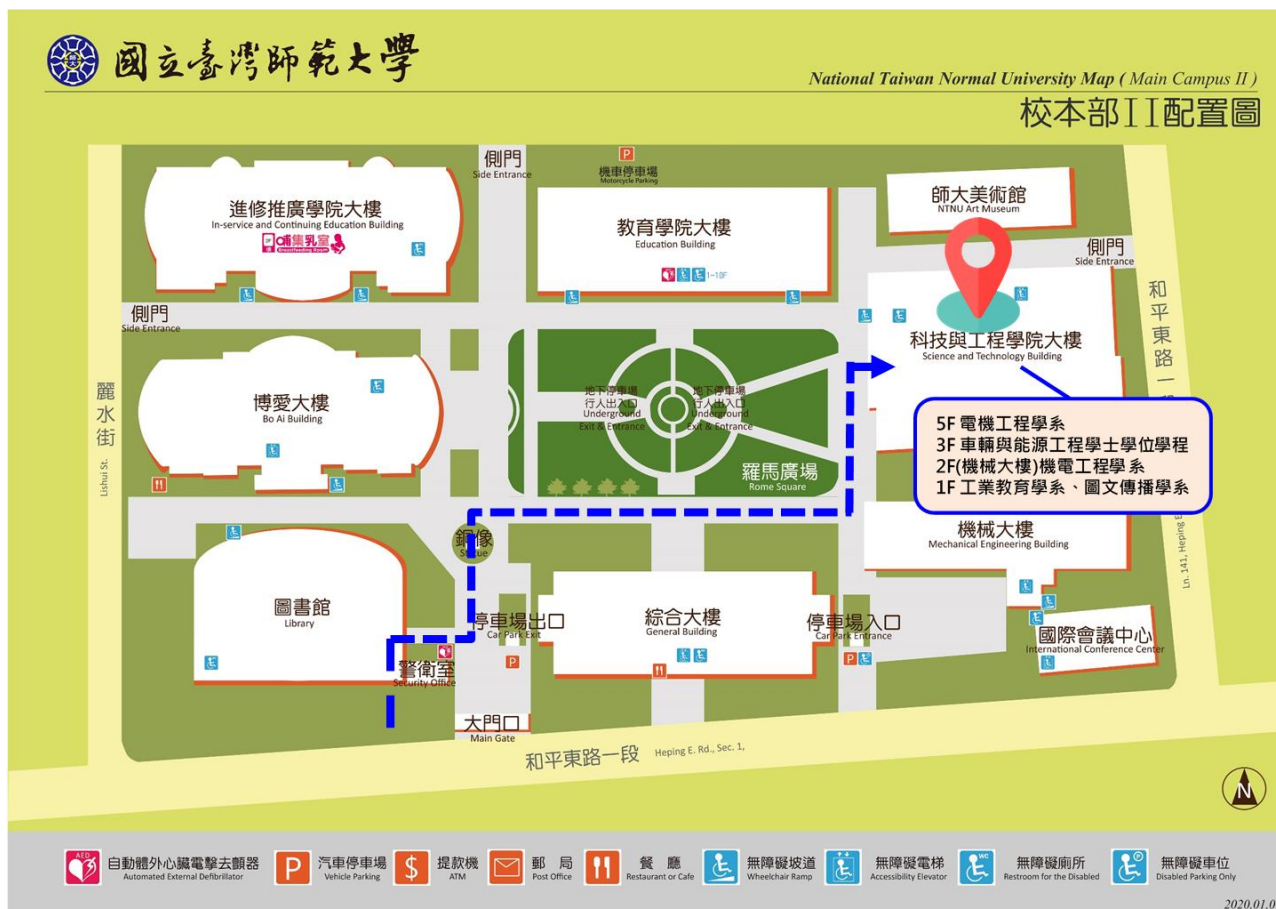 國立臺灣師範大學
National Taiwan Normal University Map ( Main Campus II )
校本部II配置圖
側門
Side Entrance
P
機車停車場
Motorcycle Parking
進修推廣學院大樓
In-service and Continuing Education Building
哺集乳室
Breastfeeding Room
教育學院大樓
Education Building
1-10F
師大美術館
NTNU Art Museum
側門
Side Entrance
側門
Side Entrance
科技與工程學院大樓
Science and Technology Building
和平東路一段
麗水街
Lishui St.
博愛大樓
Bo Ai Building
地下停車場
行人出入口
Underground
Exit & Entrance
地下停車場
行人出入口
Underground
Exit & Entrance
羅馬廣場
Rome Square
5F 電機工程學系
3F 車輛與能源工程學士學位學程
2F(機械大樓)機電工程學系
1F 工業教育學系、圖文傳播學系
銅像
Statue
機械大樓
Mechanical Engineering Building
Ln. 141, Heping E
圖書館
Library
停車場出口
Car Park Exit
P
綜合大樓
General Building
停車場入口
Car Park Entrance
P
國際會議中心
International Conference Center
警衛室
Security Office
大門口
Main Gate
和平東路一段 Heping E. Rd., Sec. 1,
N
AED
自動體外心臟電擊去顫器
Automated External Defibrillator
P
汽車停車場
Vehicle Parking
$
提款機
ATM
郵局
Post Office
餐廳
Restaurant or Cafe
無障礙坡道
Wheelchair Ramp
無障礙電梯
Accessibility Elevator
WC
無障礙廁所
Restroom for the Disabled
P
無障礙車位
Disabled Parking Only
2020.01.0